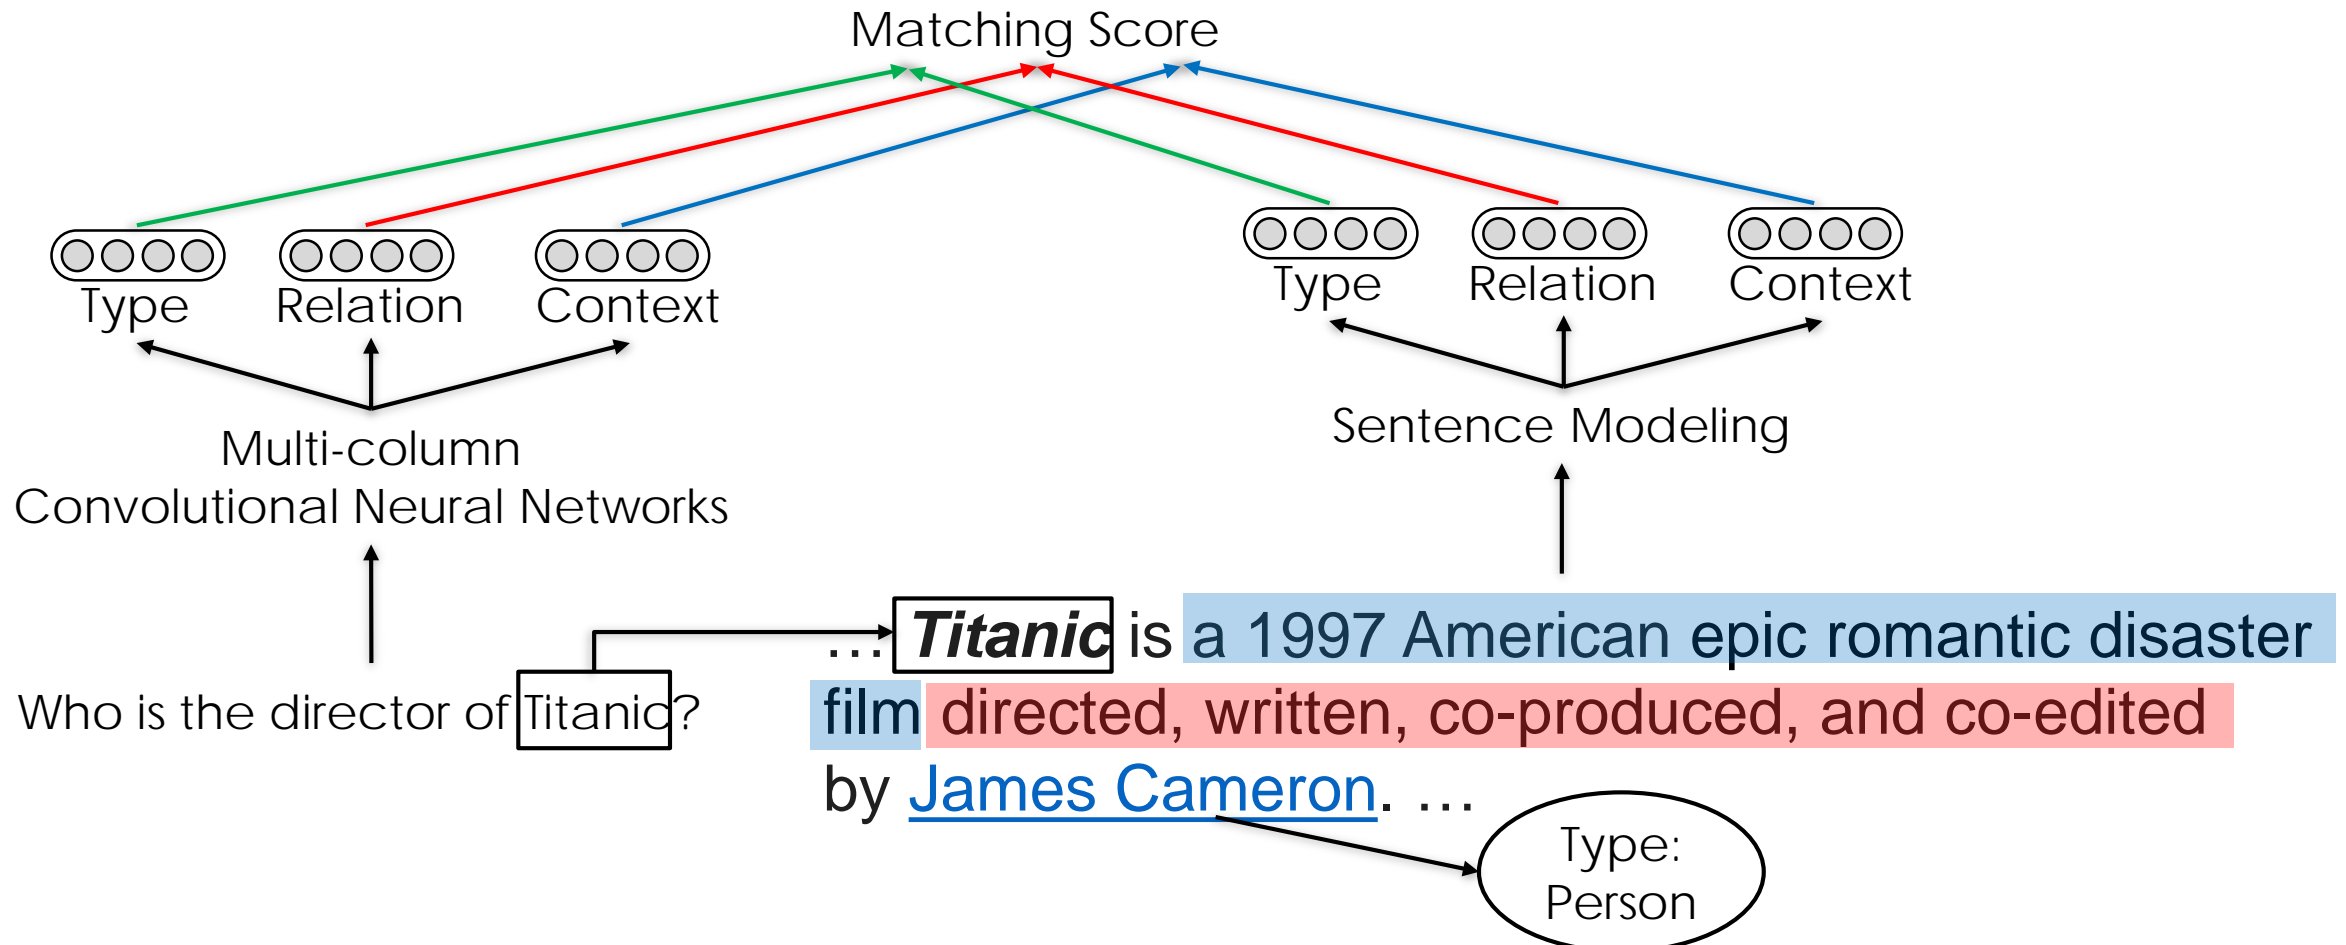 Matching Score
Type Relation Context
Type Relation Context
Multi-column
Convolutional Neural Networks
Sentence Modeling
Who is the director of Titanic?
... Titanic is a 1997 American epic romantic disaster
film directed, written, co-produced, and co-edited
by James Cameron. ...
Type:
Person